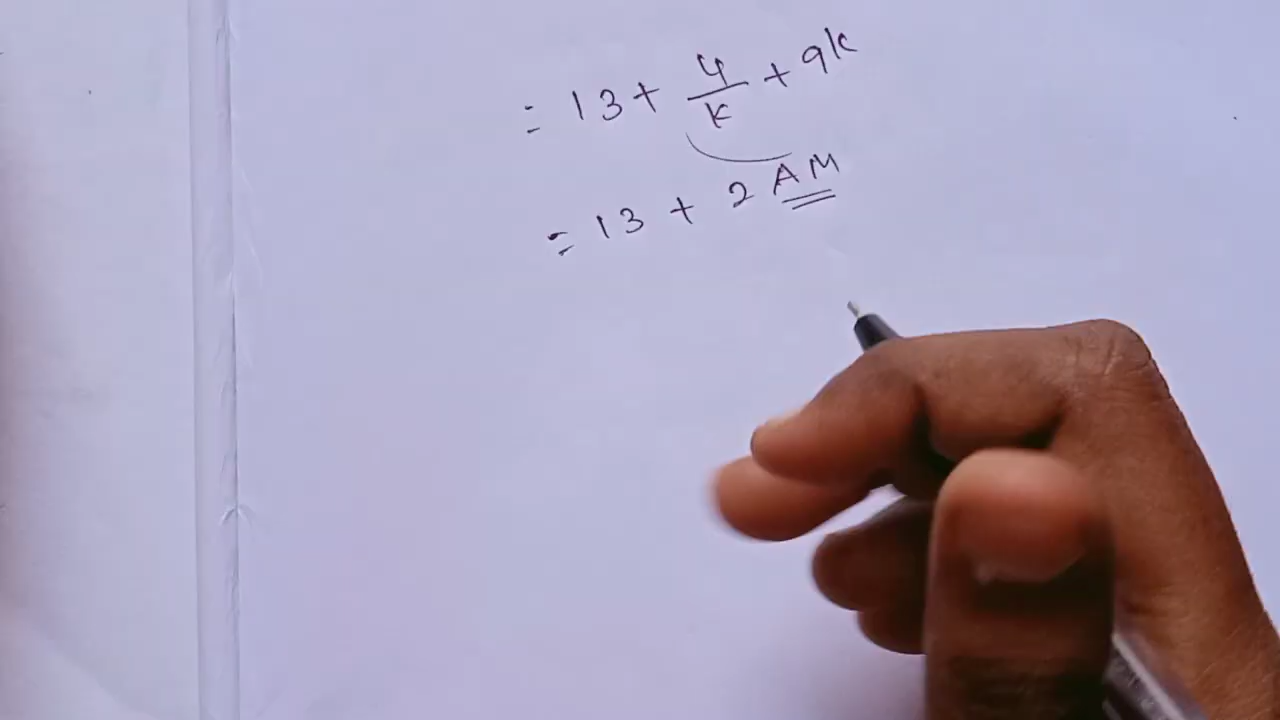 = 13 + 4/k + 9k
= 13 + 2 AM